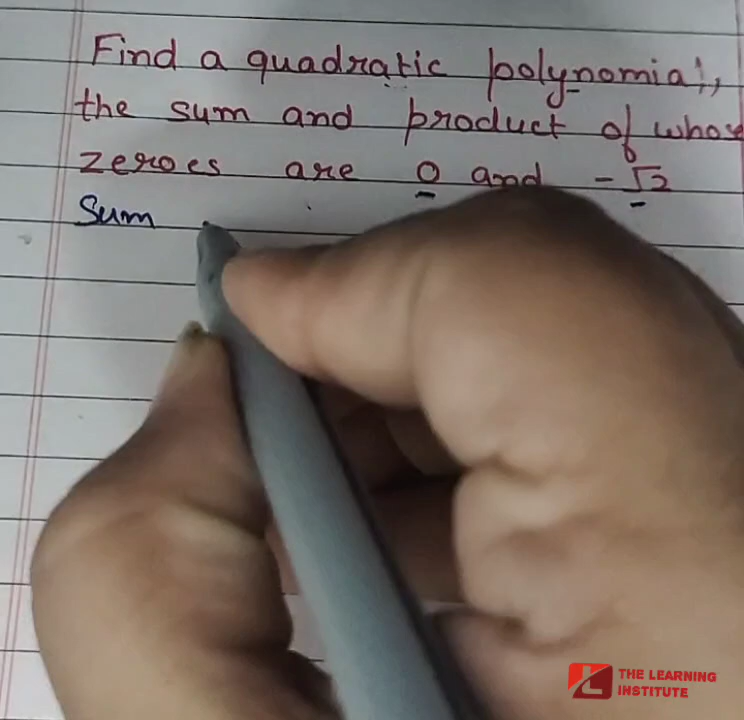 Find a quadratic polynomial,
the sum and product of whose
zeroes are 0 and -√2
Sum
THE LEARNING
INSTITUTE